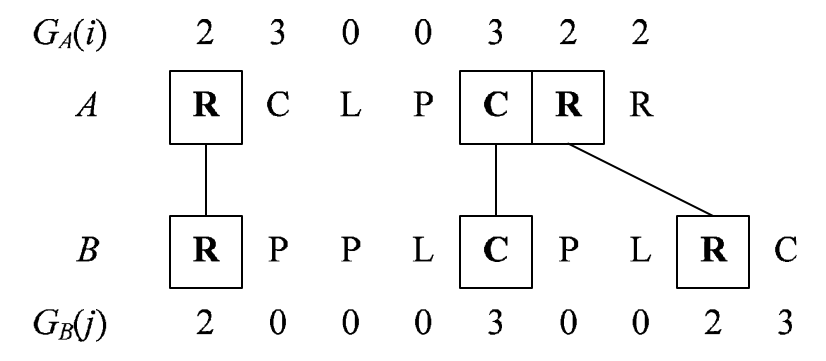 G_A(i) 2 3 0 0 3 2 2
A R C L P C R R
B R P P L C P L R C
G_B(j) 2 0 0 0 3 0 0 2 3